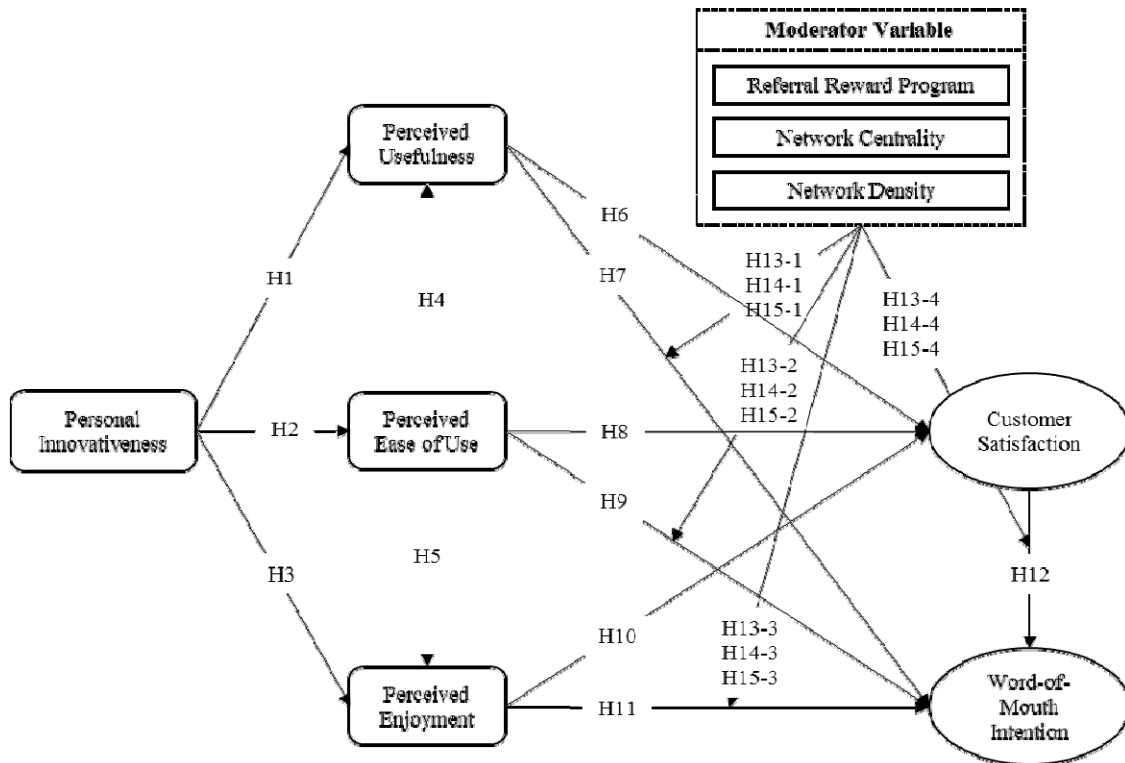 Moderator Variable
Referral Reward Program
Network Centrality
Network Density
Perceived
Usefulness
H6
H1
H7
H13-1
H14-1
H15-1
H4
H13-4
H14-4
H15-4
H13-2
H14-2
H15-2
Personal
Innovativeness
H2
Perceived
Ease of Use
H8
Customer
Satisfaction
H9
H5
H3
H12
H10
H13-3
H14-3
H15-3
Perceived
Enjoyment
H11
Word-of-
Mouth
Intention